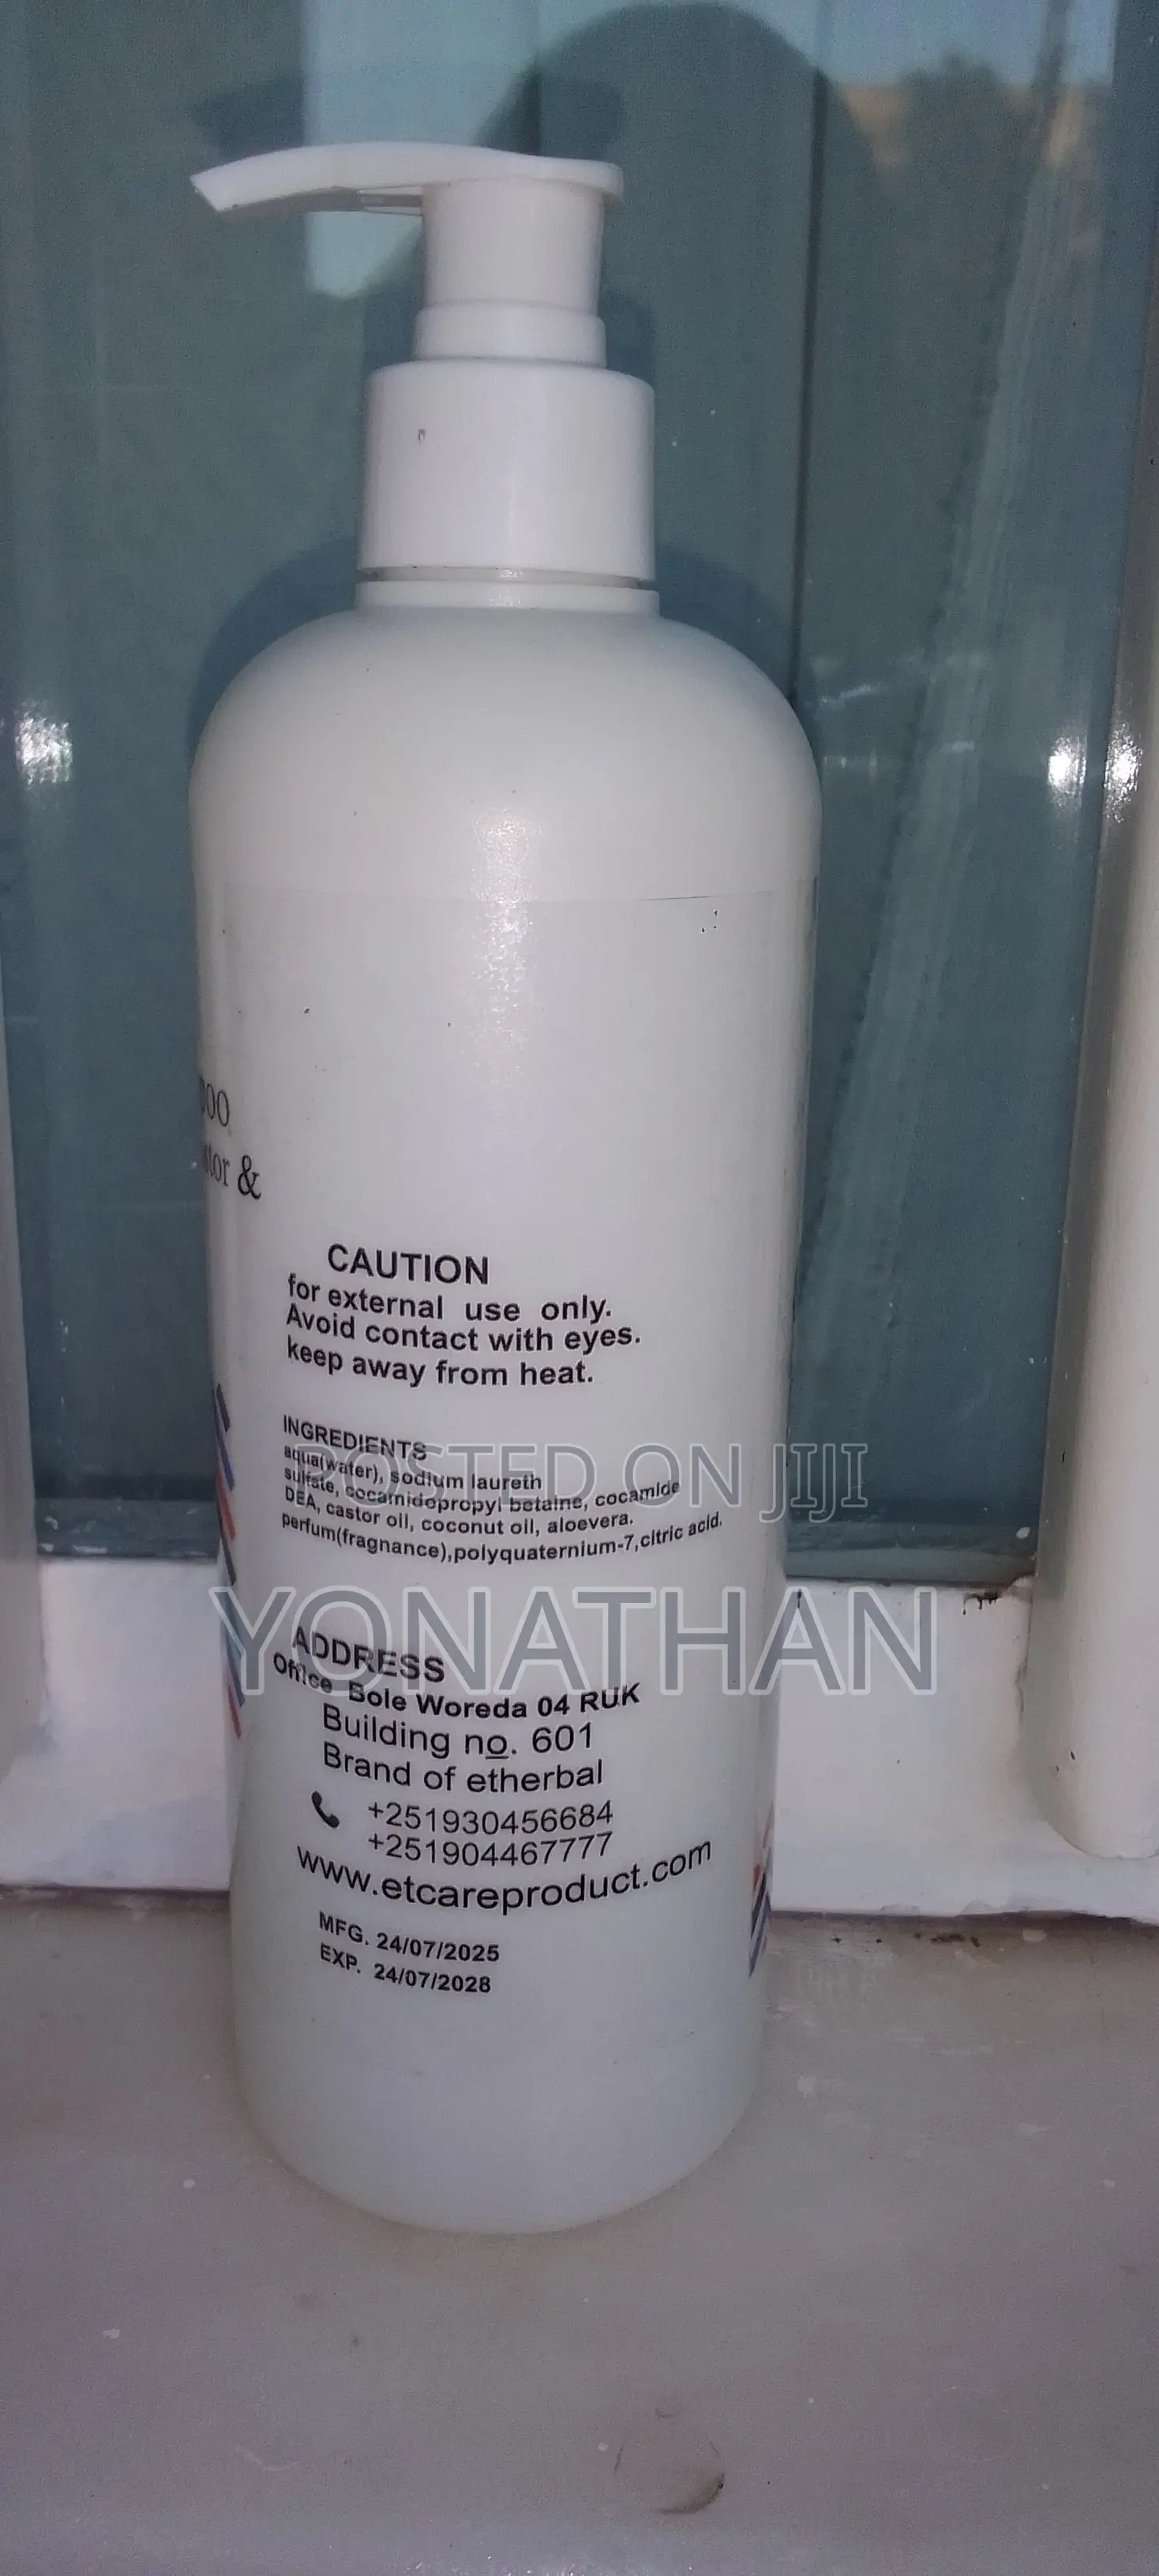 &
CAUTION
for external use only.
Avoid contact with eyes.
keep away from heat.
INGREDIENTS
aqua(water), sodium laureth
sulfate, cocamidopropyl betaine, cocamide
DEA, castor oil, coconut oil, aloevera.
perfum(fragnance),polyquaternium-7,citric acid.
POSTED ON JIJI
YONATHAN
ADDRESS
Office Bole Woreda 04 RUK
Building no. 601
Brand of etherbal
+251930456684
+251904467777
www.etcareproduct.com
MFG. 24/07/2025
EXP. 24/07/2028